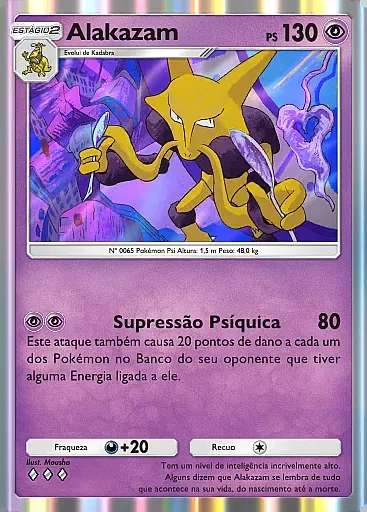 ESTÁGIO 2 Alakazam PS 130
Evolui de Kadabra
N° 0065 Pokémon Psi Altura: 1,5 m Peso: 48,0 kg
Supressão Psíquica 80
Este ataque também causa 20 pontos de dano a cada um
dos Pokémon no Banco do seu oponente que tiver
alguma Energia ligada a ele.
Fraqueza +20 Recuo
Ilust. Mousho
Tem um nível de inteligência incrivelmente alto.
Alguns dizem que Alakazam se lembra de tudo
que acontece na sua vida, do nascimento até a morte.